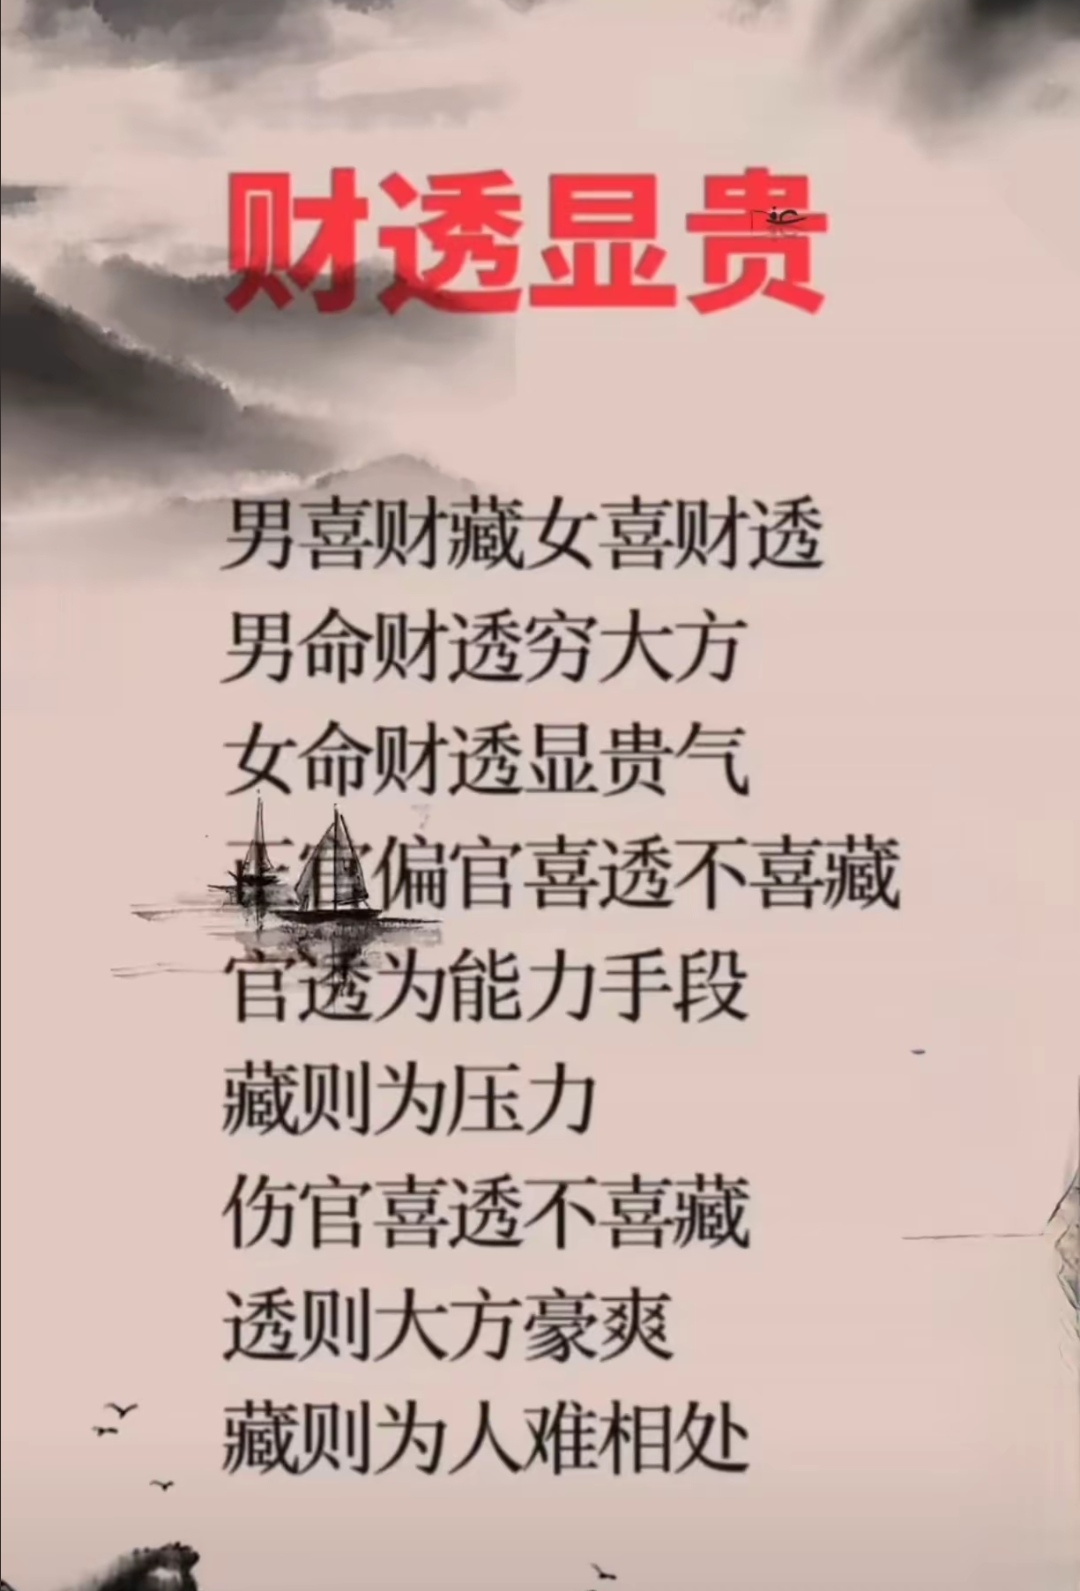 财透显贵
男喜财藏女喜财透
男命财透穷大方
女命财透显贵气
正官偏官喜透不喜藏
官透为能力手段
藏则为压力
伤官喜透不喜藏
透则大方豪爽
藏则为人难相处